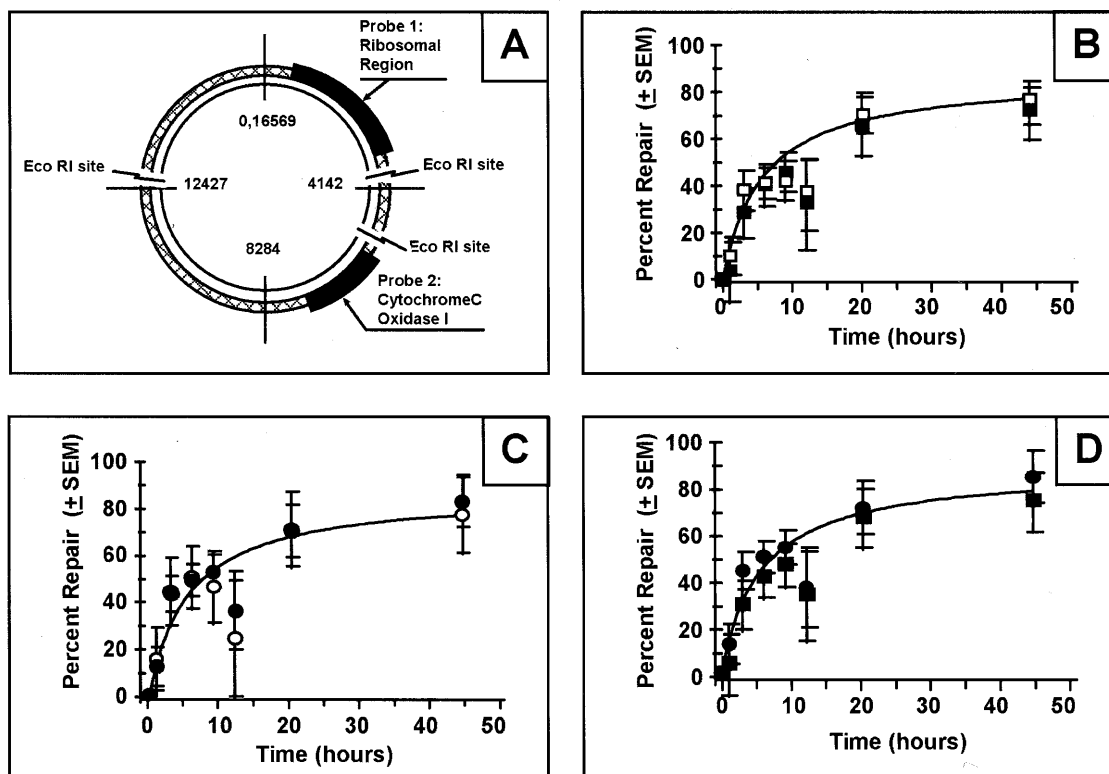 A
Probe 1:
Ribosomal
Region
0,16569
Eco RI site
12427
4142
Eco RI site
8284
Eco RI site
Probe 2:
CytochromeC
Oxidase I
B
Percent Repair (± SEM)
100
80
60
40
20
0
0 10 20 30 40 50
Time (hours)
C
Percent Repair (± SEM)
100
80
60
40
20
0
0 10 20 30 40 50
Time (hours)
D
Percent Repair (± SEM)
100
80
60
40
20
0
0 10 20 30 40 50
Time (hours)